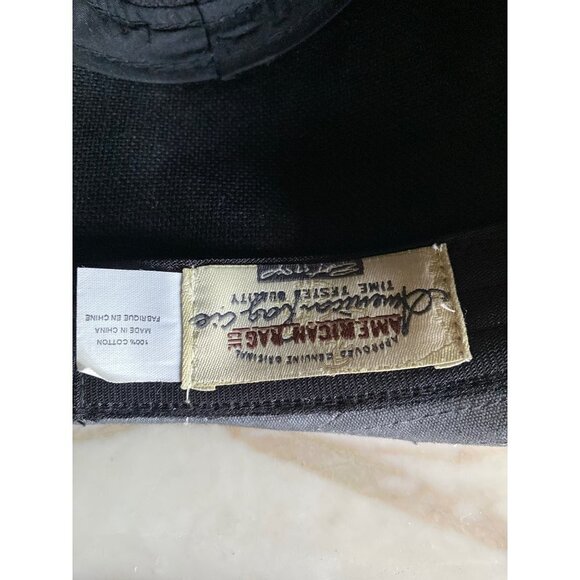 100% COTTON
MADE IN CHINA
FABRIQUE EN CHINE
APPROVED GENUINE ORIGINAL
AMERICAN RAG
CIE
American Rag Cie
TIME TESTED QUALITY